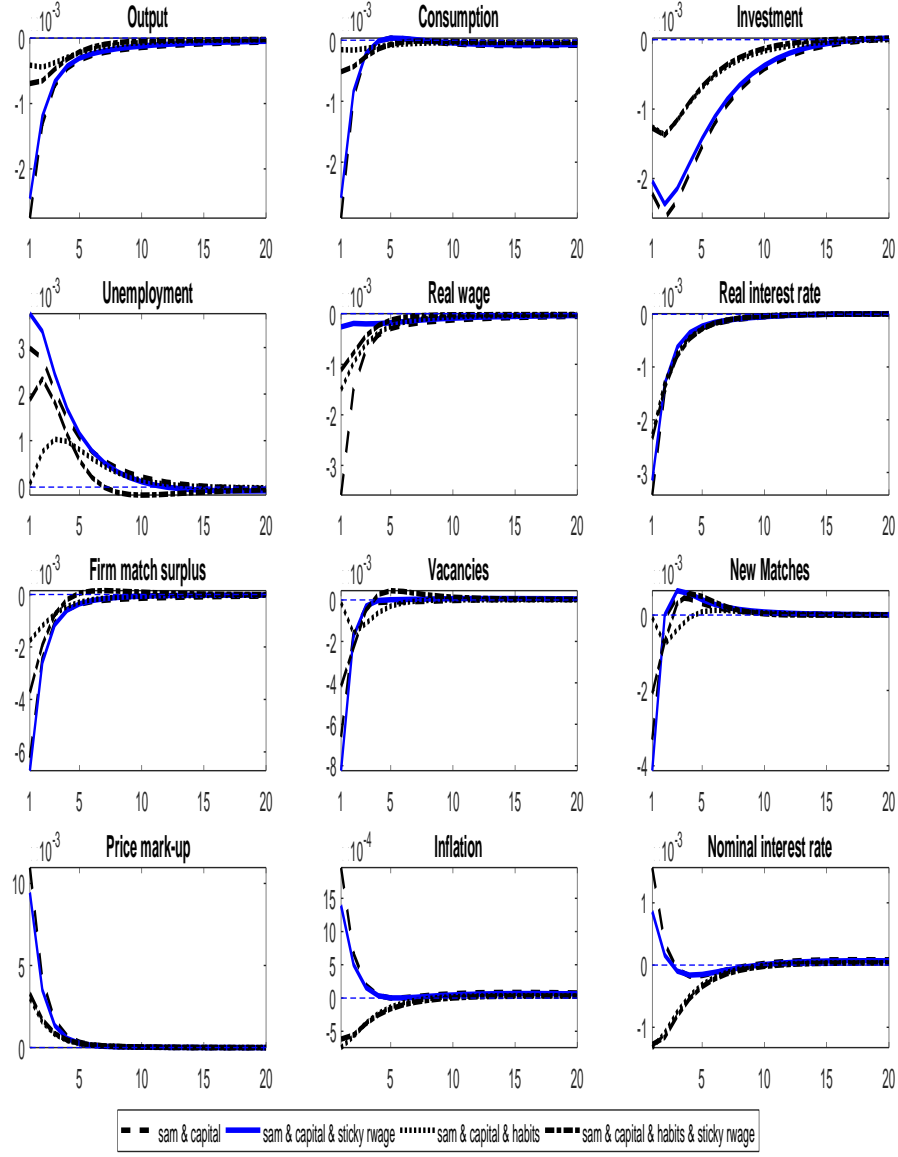 Output Consumption Investment
10-3 10-3 10-3
0 0 0
-1 -1 -1
-2 -2 -2
1 5 10 15 20 1 5 10 15 20 1 5 10 15 20
Unemployment Real wage Real interest rate
10-3 10-3 10-3
3 0 0
2 -1 -1
1 -2 -2
0 -3 -3
1 5 10 15 20 1 5 10 15 20 1 5 10 15 20
Firm match surplus Vacancies New Matches
10-3 10-3 10-3
0 0 0
-2 -2 -2
-4 -4 -4
-6 -6
-8
1 5 10 15 20 1 5 10 15 20 1 5 10 15 20
Price mark-up Inflation Nominal interest rate
10-3 10-4 10-3
10 15 1
5 10 0
0 5 -1
0
-5
5 10 15 20 5 10 15 20 5 10 15 20
sam & capital sam & capital & sticky rwage sam & capital & habits sam & capital & habits & sticky rwage